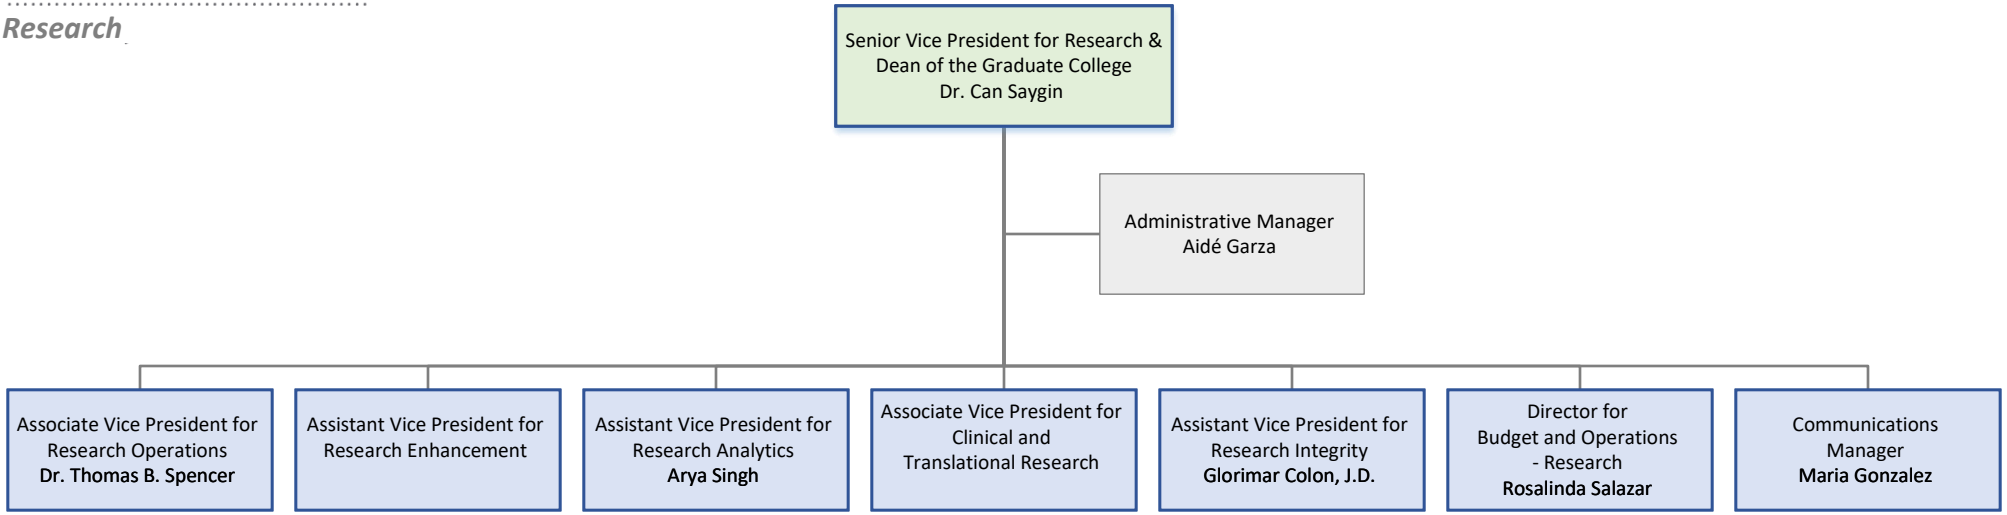 Research
Senior Vice President for Research &
Dean of the Graduate College
Dr. Can Saygin
Administrative Manager
Aidé Garza
Associate Vice President for
Research Operations
Dr. Thomas B. Spencer
Assistant Vice President for
Research Enhancement
Assistant Vice President for
Research Analytics
Arya Singh
Associate Vice President for
Clinical and
Translational Research
Assistant Vice President for
Research Integrity
Glorimar Colon, J.D.
Director for
Budget and Operations
- Research
Rosalinda Salazar
Communications
Manager
Maria Gonzalez